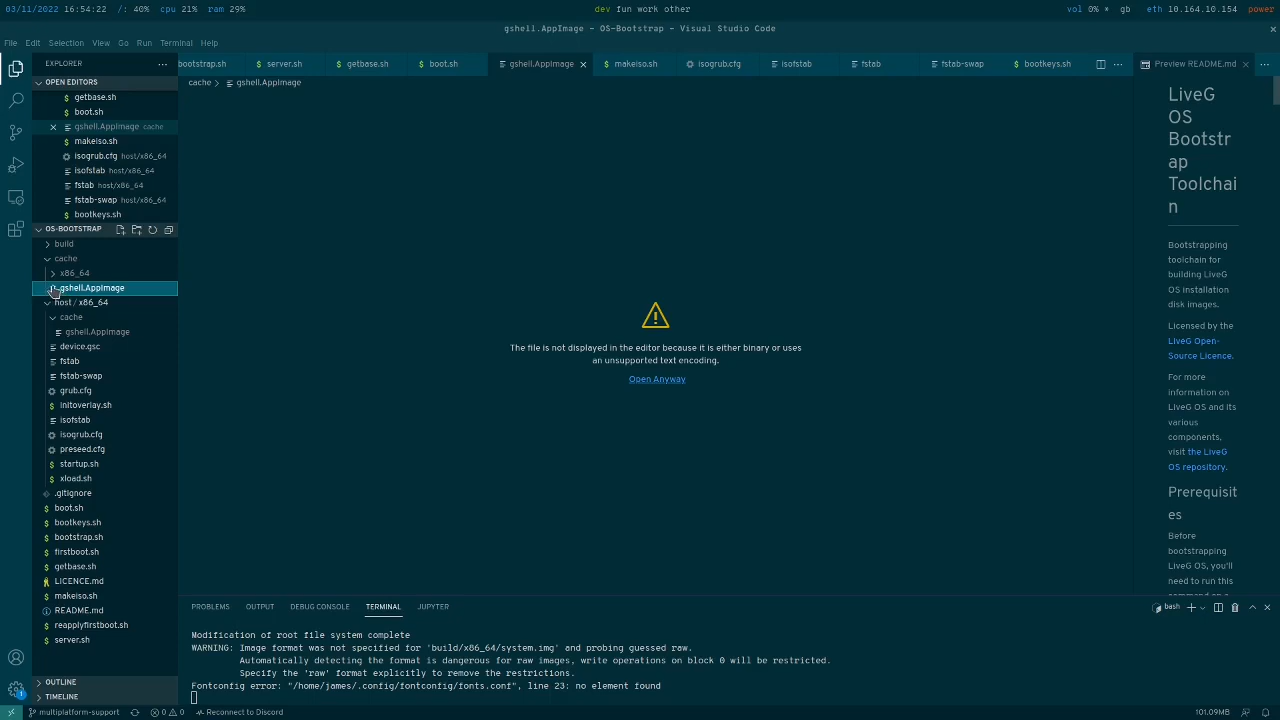 03/11/2022 16:54:22 /: 40% cpu 21% ram 29%
dev fun work other
vol 0% * gb eth 10.164.10.154 power
gshell.AppImage - OS-Bootstrap - Visual Studio Code
File Edit Selection View Go Run Terminal Help
EXPLORER
OPEN EDITORS
getbase.sh
boot.sh
gshell.AppImage cache
makeiso.sh
isogrub.cfg host/x86_64
isofstab host/x86_64
fstab host/x86_64
fstab-swap host/x86_64
bootkeys.sh
OS-BOOTSTRAP
build
cache
x86_64
gshell.AppImage
host / x86_64
cache
gshell.AppImage
device.gsc
fstab
fstab-swap
grub.cfg
initoverlay.sh
isofstab
isogrub.cfg
preseed.cfg
startup.sh
xload.sh
.gitignore
boot.sh
bootkeys.sh
bootstrap.sh
firstboot.sh
getbase.sh
LICENCE.md
makeiso.sh
README.md
reapplyfirstboot.sh
server.sh
OUTLINE
TIMELINE
bootstrap.sh server.sh getbase.sh boot.sh gshell.AppImage makeiso.sh isogrub.cfg isofstab fstab fstab-swap bootkeys.sh
cache > gshell.AppImage
The file is not displayed in the editor because it is either binary or uses
an unsupported text encoding.
Open Anyway
Preview README.md
LiveG
OS
Bootstr
ap
Toolchai
n
Bootstrapping
toolchain for
building LiveG
OS installation
disk images.
Licensed by the
LiveG Open-
Source Licence.
For more
information on
LiveG OS and its
various
components,
visit the LiveG
OS repository.
Prerequisit
es
Before
bootstrapping
LiveG OS, you'll
need to run this
command on a
PROBLEMS OUTPUT DEBUG CONSOLE TERMINAL JUPYTER
bash
Modification of root file system complete
WARNING: Image format was not specified for 'build/x86_64/system.img' and probing guessed raw.
Automatically detecting the format is dangerous for raw images, write operations on block 0 will be restricted.
Specify the 'raw' format explicitly to remove the restrictions.
Fontconfig error: "/home/james/.config/fontconfig/fonts.conf", line 23: no element found
1
multiplatform-support 0 0 Reconnect to Discord
101.09MB